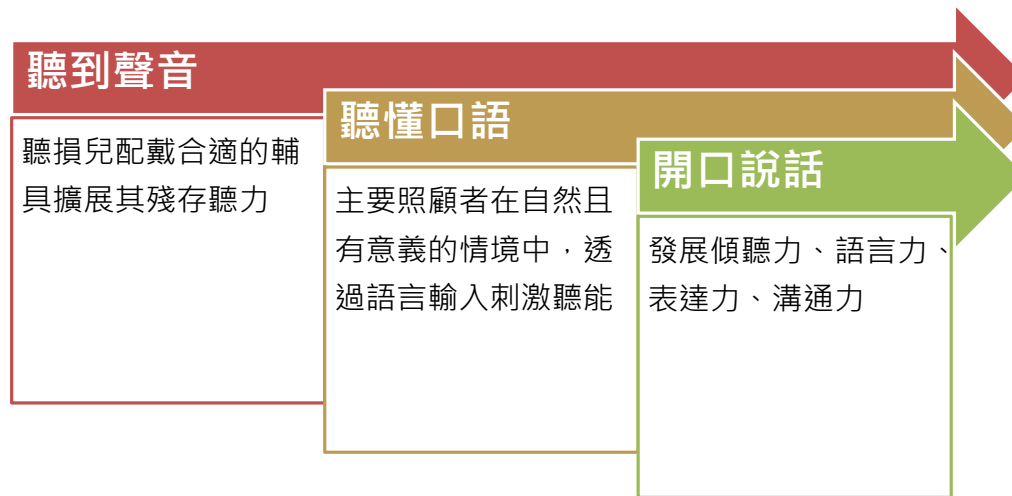 聽到聲音
聽損兒配戴合適的輔
具擴展其殘存聽力
聽懂口語
主要照顧者在自然且
有意義的情境中，透
過語言輸入刺激聽能
開口說話
發展傾聽力、語言力、
表達力、溝通力